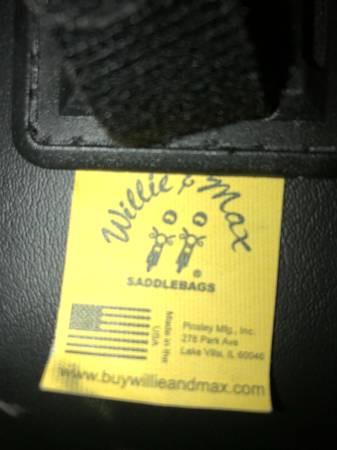 Willie & Max
®
SADDLEBAGS
Made in the
USA
Pinsley Mfg., Inc.
278 Park Ave
Lake Villa, IL 60046
www.buywillieandmax.com